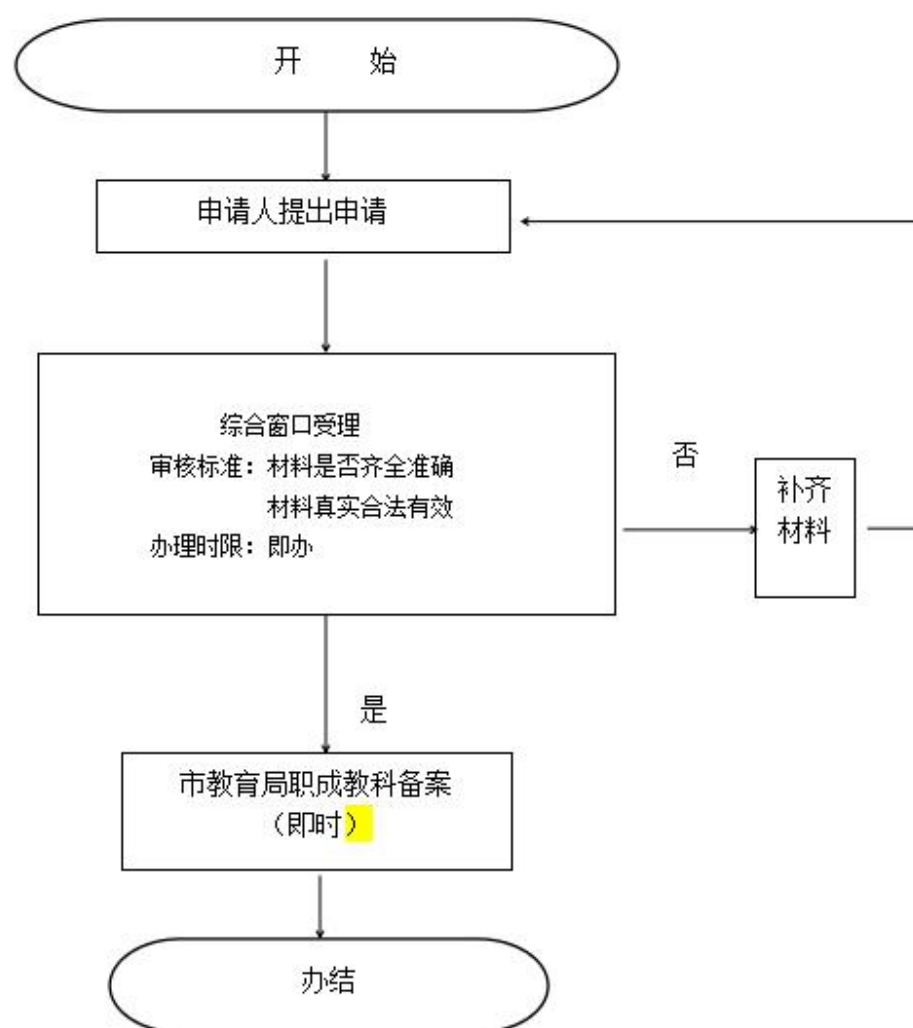 开 始
申请人提出申请
综合窗口受理
审核标准：材料是否齐全准确
材料真实合法有效
办理时限：即办
否
补齐
材料
是
市教育局职成教科备案
（即时）
办结